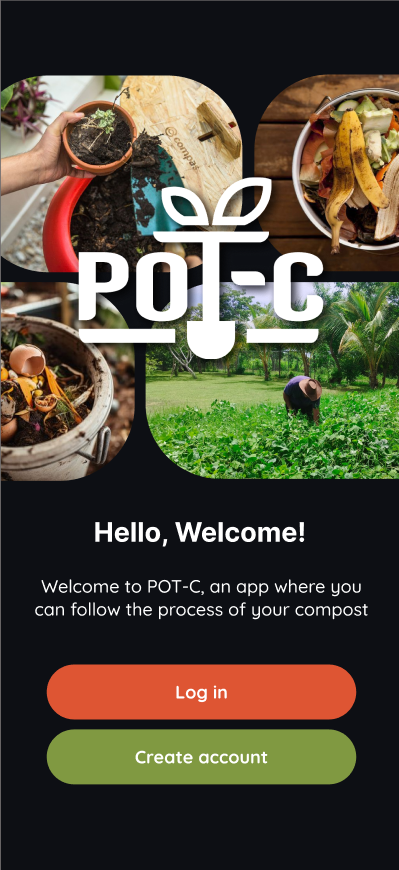 compost
POT-C
Hello, Welcome!
Welcome to POT-C, an app where you
can follow the process of your compost
Log in
Create account